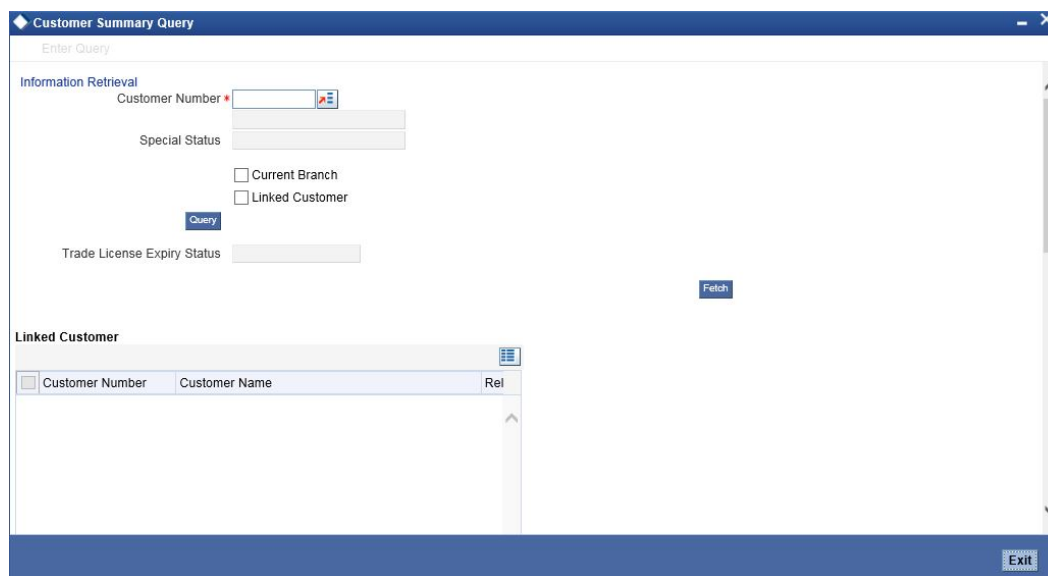 Customer Summary Query
Enter Query
Information Retrieval
Customer Number *
Special Status
Current Branch
Linked Customer
Query
Trade License Expiry Status
Fetch
Linked Customer
Customer Number Customer Name Rel
Exit